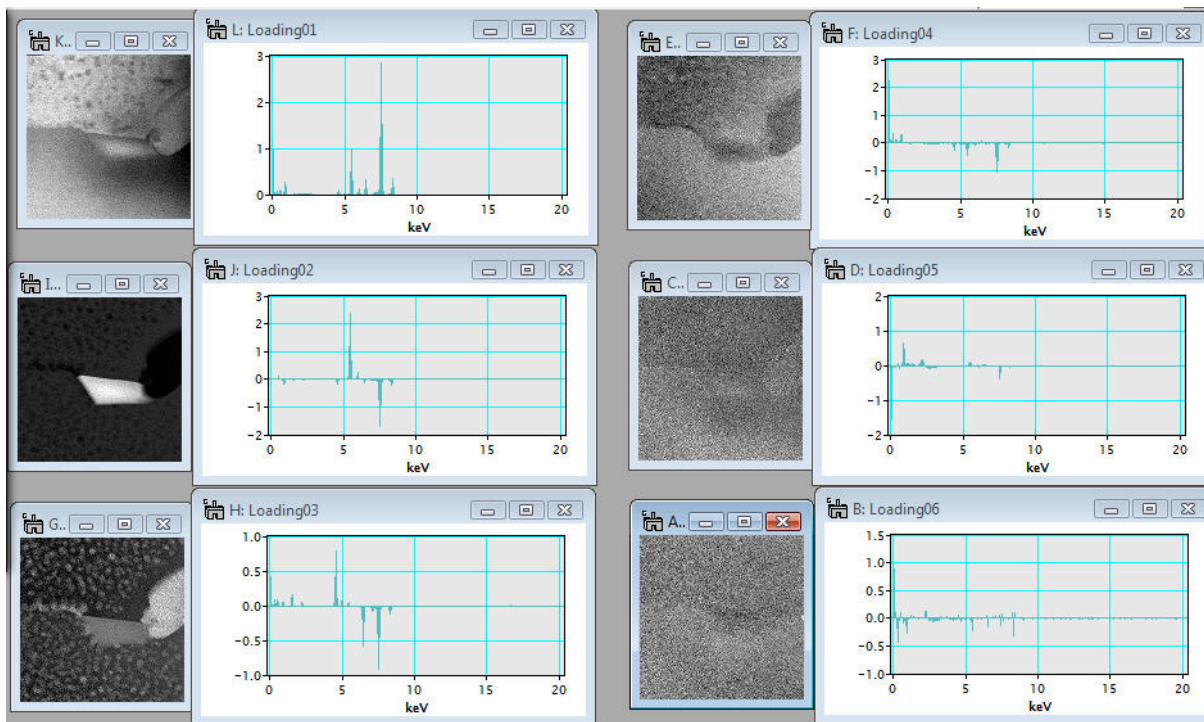 K..
L: Loading01
3
2
1
0
0 5 10 15 20
keV
E..
F: Loading04
3
2
1
0
−1
−2
0 5 10 15 20
keV
I...
J: Loading02
3
2
1
0
−1
−2
0 5 10 15 20
keV
C..
D: Loading05
2
1
0
−1
−2
0 5 10 15 20
keV
G..
H: Loading03
1.0
0.5
0.0
−0.5
−1.0
0 5 10 15 20
keV
A..
B: Loading06
1.5
1.0
0.5
0.0
−0.5
−1.0
0 5 10 15 20
keV